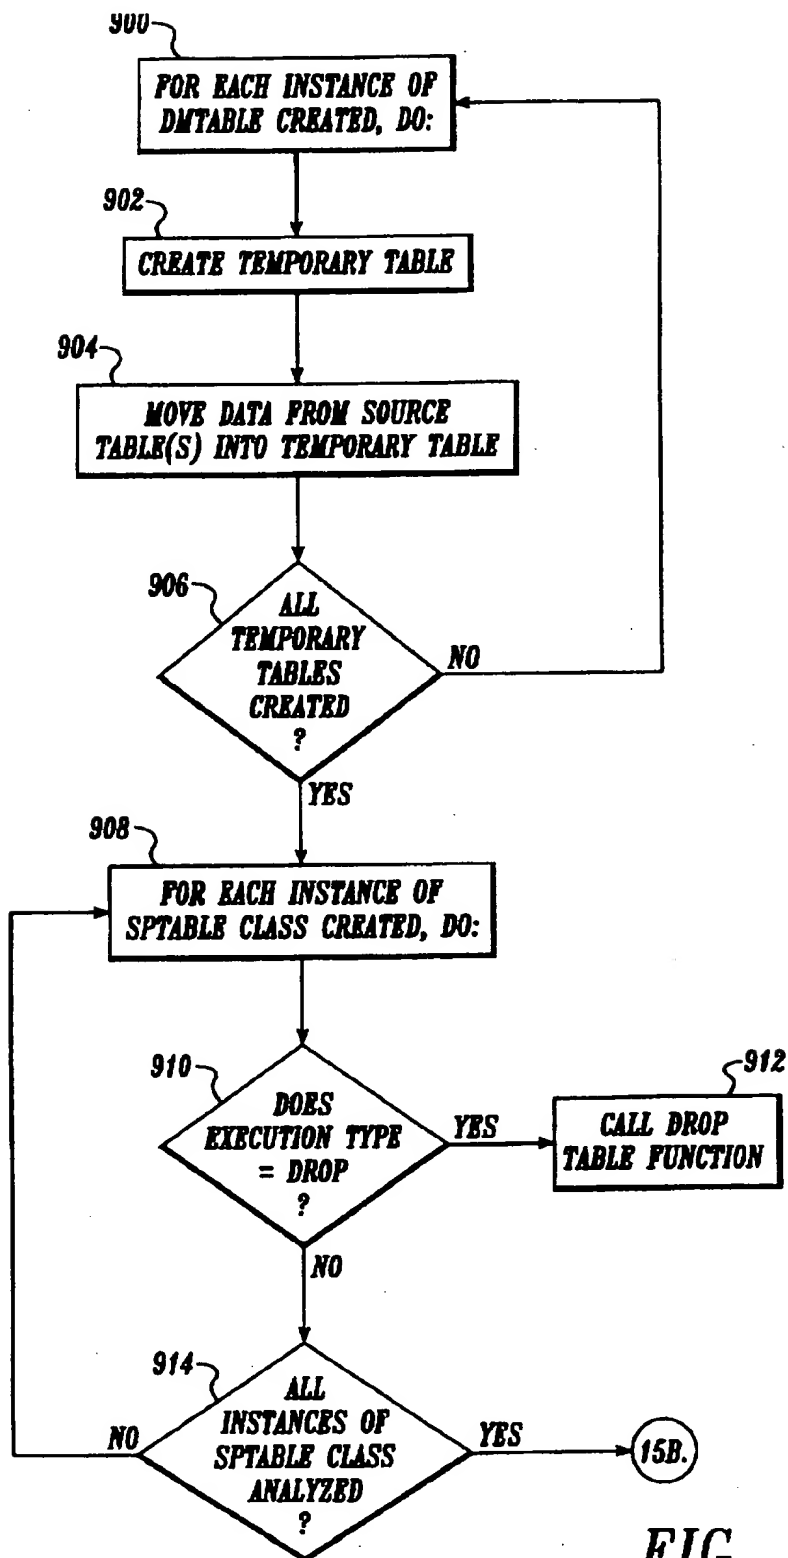 900
FOR EACH INSTANCE OF
DMTABLE CREATED, DO:
902
CREATE TEMPORARY TABLE
904
MOVE DATA FROM SOURCE
TABLE(S) INTO TEMPORARY TABLE
906
ALL
TEMPORARY
TABLES
CREATED
?
NO
YES
908
FOR EACH INSTANCE OF
SPTABLE CLASS CREATED, DO:
910
DOES
EXECUTION TYPE
= DROP
?
YES
912
CALL DROP
TABLE FUNCTION
NO
914
ALL
INSTANCES OF
SPTABLE CLASS
ANALYZED
?
NO
YES
15B.
FIG